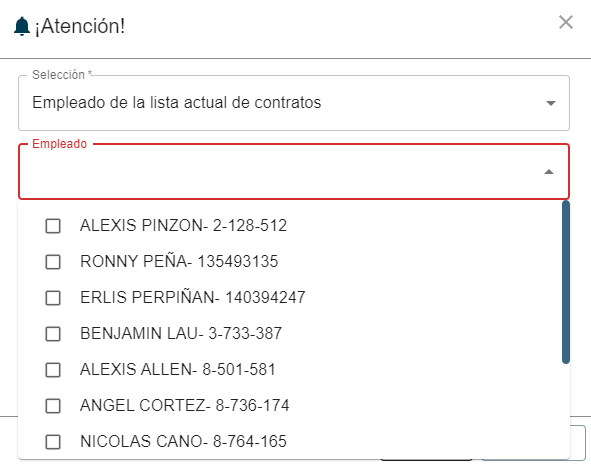 ¡Atención!
Selección *
Empleado de la lista actual de contratos
Empleado
ALEXIS PINZON- 2-128-512
RONNY PEÑA- 135493135
ERLIS PERPIÑAN- 140394247
BENJAMIN LAU- 3-733-387
ALEXIS ALLEN- 8-501-581
ANGEL CORTEZ- 8-736-174
NICOLAS CANO- 8-764-165